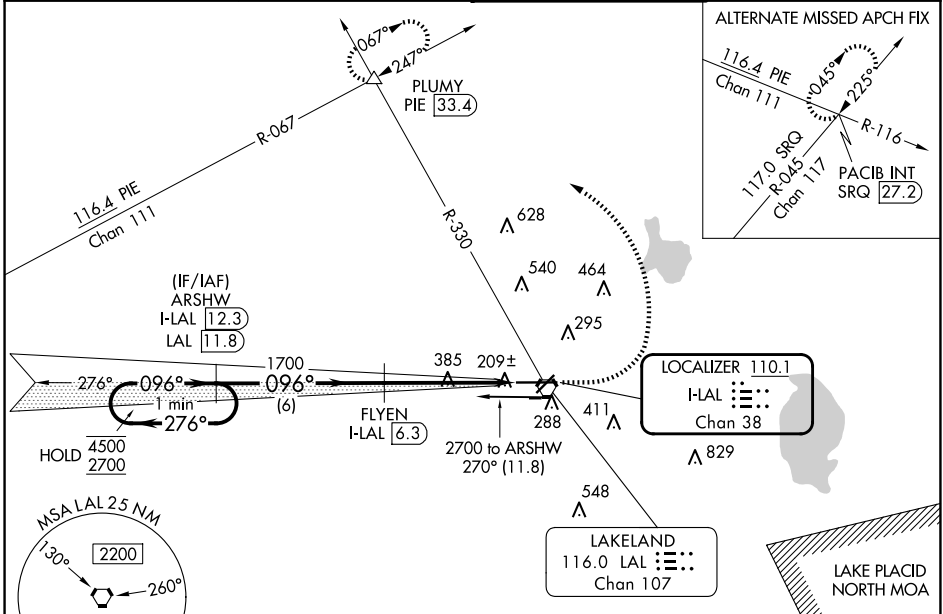 ALTERNATE MISSED APCH FIX
116.4 PIE
Chan 111
045°
225°
R-116
117.0 SRQ
R-045
Chan 117
PACIB INT
SRQ 27.2
067°
247°
PLUMY
PIE 33.4
R-067
116.4 PIE
Chan 111
R-330
628
540
464
295
(IF/IAF)
ARSHW
I-LAL 12.3
LAL 11.8
1700
385
209±
276°
096°
096°
1 min
(6)
276°
FLYEN
I-LAL 6.3
288
411
LOCALIZER 110.1
I-LAL
Chan 38
HOLD 4500
2700
2700 to ARSHW
270° (11.8)
829
548
MSA LAL 25 NM
2200
130°
260°
LAKELAND
116.0 LAL
Chan 107
LAKE PLACID
NORTH MOA